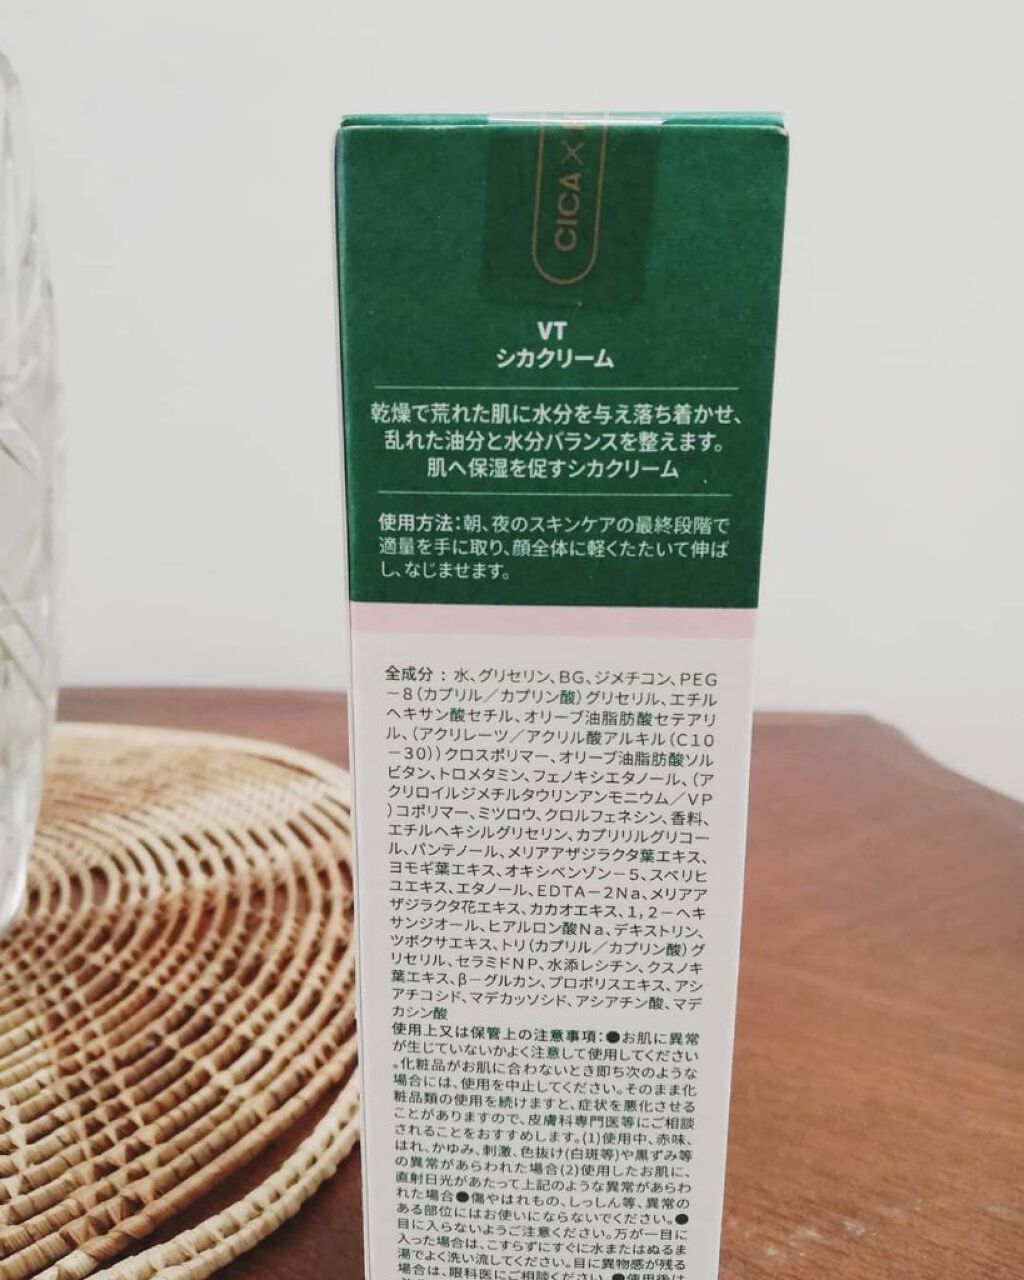 CICA ×
VT
シカクリーム
乾燥で荒れた肌に水分を与え落ち着かせ、
乱れた油分と水分バランスを整えます。
肌へ保湿を促すシカクリーム
使用方法:朝、夜のスキンケアの最終段階で
適量を手に取り、顔全体に軽くたたいて伸ば
し、なじませます。
全成分:水、グリセリン、BG、ジメチコン、PEG
-8(カプリル/カプリン酸)グリセリル、エチル
ヘキサン酸セチル、オリーブ油脂肪酸セテアリ
ル、(アクリレーツ/アクリル酸アルキル(C10
-30))クロスポリマー、オリーブ油脂肪酸ソル
ビタン、トロメタミン、フェノキシエタノール、(ア
クリロイルジメチルタウリンアンモニウム/VP
)コポリマー、ミツロウ、クロルフェネシン、香料、
エチルヘキシルグリセリン、カプリリルグリコー
ル、パンテノール、メリアアザジラクタ葉エキス、
ヨモギ葉エキス、オキシベンゾン-5、スベリヒ
ユエキス、エタノール、EDTA-2Na、メリアア
ザジラクタ花エキス、カカオエキス、1,2-ヘキ
サンジオール、ヒアルロン酸Na、デキストリン、
ツボクサエキス、トリ(カプリル/カプリン酸)グ
リセリル、セラミドNP、水添レシチン、クスノキ
葉エキス、β-グルカン、プロポリスエキス、アシ
アチコシド、マデカッソシド、アシアチン酸、マデ
カシン酸
使用上又は保管上の注意事項:●お肌に異常
が生じていないかよく注意して使用してください
。化粧品がお肌に合わないとき即ち次のような
場合には、使用を中止してください。そのまま化
粧品類の使用を続けますと、症状を悪化させる
ことがありますので、皮膚科専門医等にご相談
されることをおすすめします。(1)使用中、赤味、
はれ、かゆみ、刺激、色抜け(白斑等)や黒ずみ等
の異常があらわれた場合(2)使用したお肌に、
直射日光があたって上記のような異常があらわ
れた場合●傷やはれもの、しっしん等、異常の
ある部位にはお使いにならないでください。●
目に入らないようご注意ください。万が一目に
入った場合は、こすらずにすぐに水またはぬるま
湯でよく洗い流してください。目に異物感が残る
場合は、眼科医にご相談ください。●使用後は